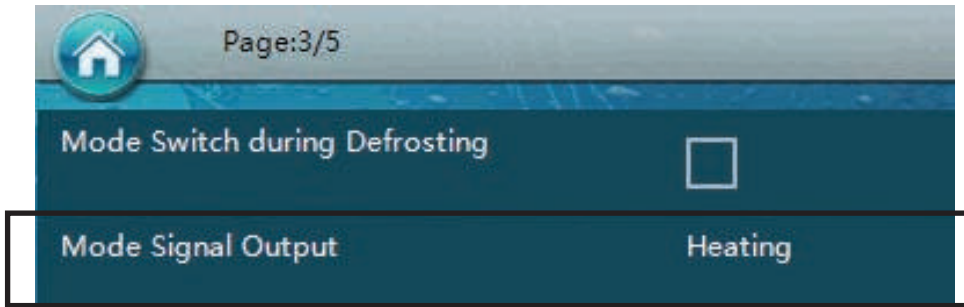 Page:3/5
Mode Switch during Defrosting
Mode Signal Output Heating